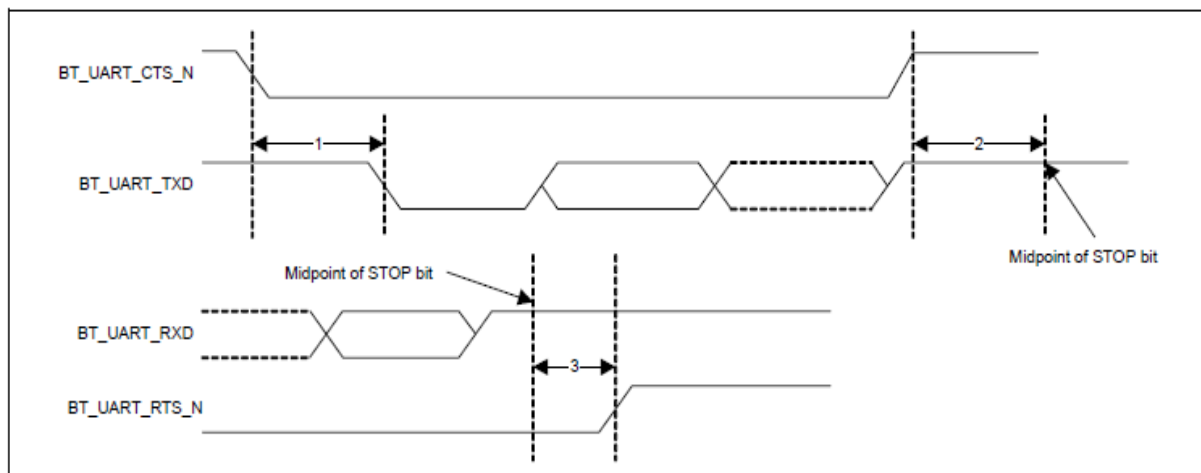 BT_UART_CTS_N
1
2
BT_UART_TXD
Midpoint of STOP bit
Midpoint of STOP bit
BT_UART_RXD
3
BT_UART_RTS_N